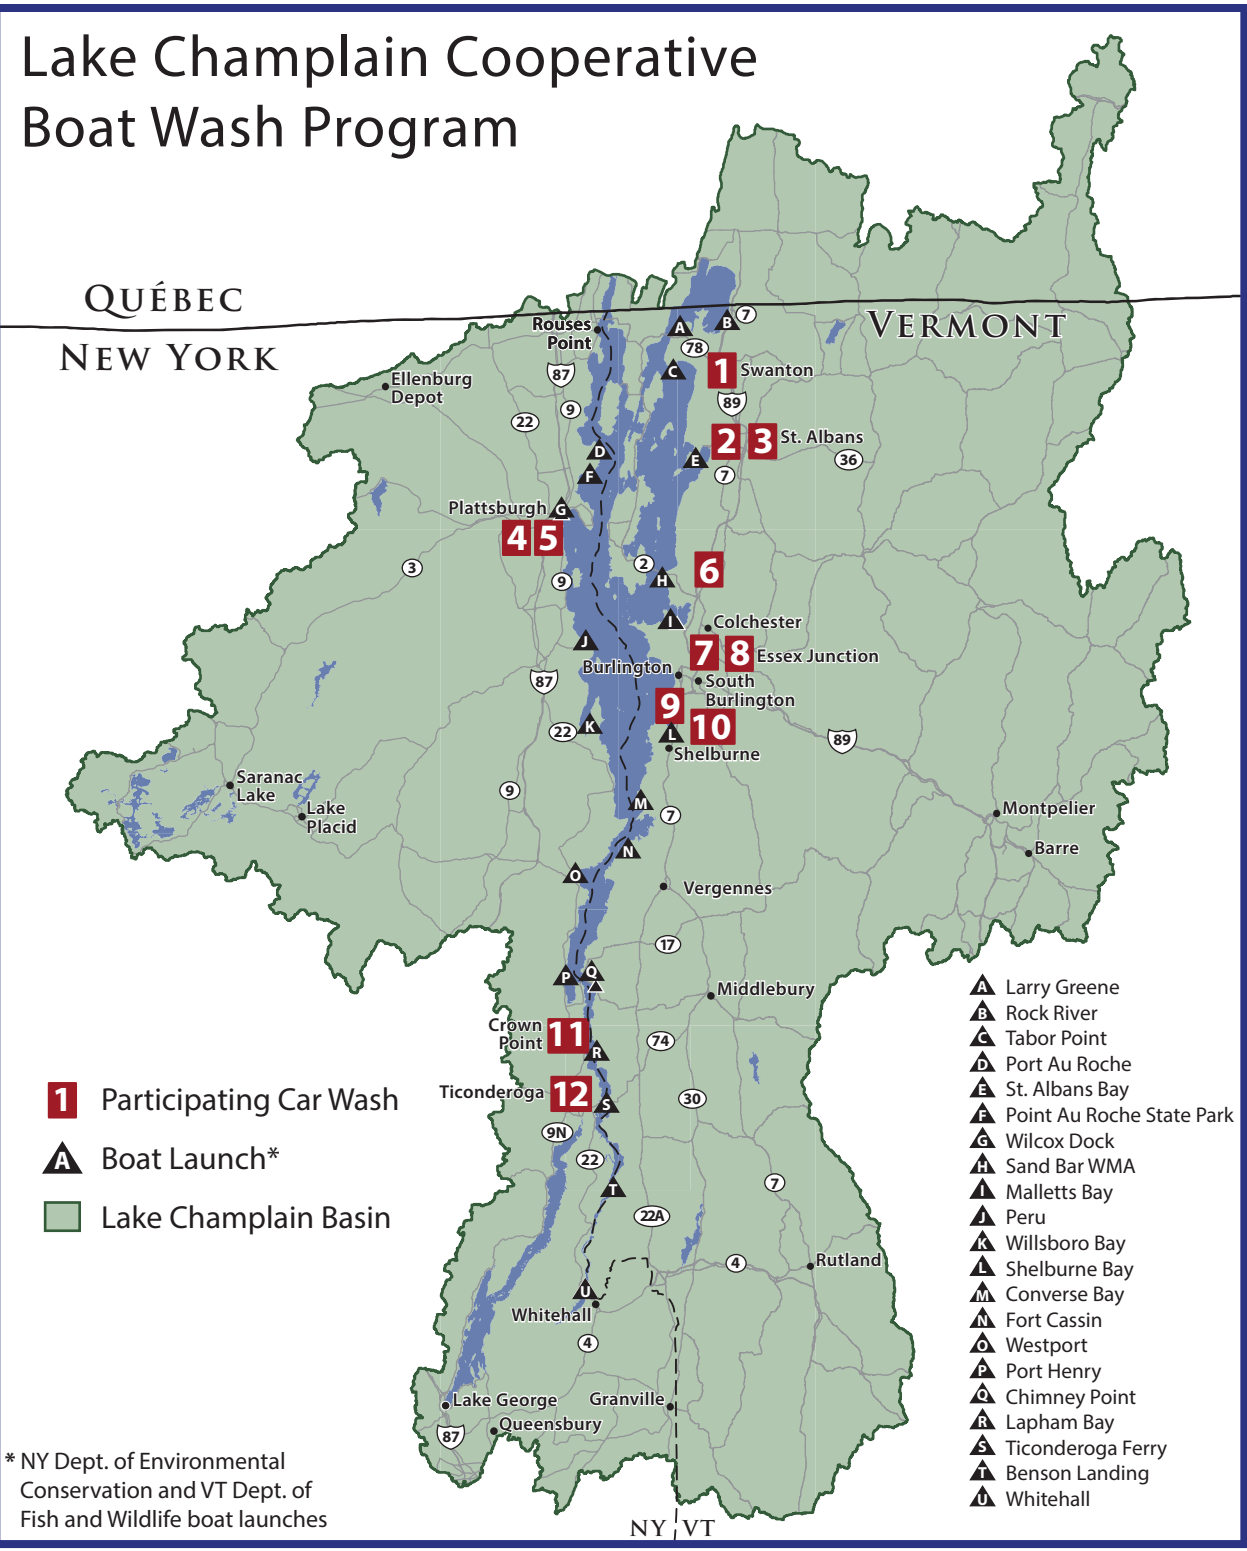 Lake Champlain Cooperative
Boat Wash Program
QUÉBEC
NEW YORK
VERMONT
Rouses
Point
A
B
7
78
87
C
1
Swanton
Ellenburg
Depot
9
89
22
2
3
St. Albans
D
E
36
F
7
Plattsburgh
G
4
5
3
2
6
9
H
I
Colchester
J
7
8
Essex Junction
Burlington
87
South
Burlington
9
10
K
22
L
89
Shelburne
Saranac
Lake
9
M
7
Lake
Placid
Montpelier
N
Barre
O
Vergennes
17
P
Q
Middlebury
Crown
Point
11
R
74
Ticonderoga
12
S
30
9N
22
T
7
22A
4
Rutland
U
Whitehall
4
Lake George
Granville
Queensbury
87
NY
VT
1 Participating Car Wash
A Boat Launch*
Lake Champlain Basin
* NY Dept. of Environmental
Conservation and VT Dept. of
Fish and Wildlife boat launches
A Larry Greene
B Rock River
C Tabor Point
D Port Au Roche
E St. Albans Bay
F Point Au Roche State Park
G Wilcox Dock
H Sand Bar WMA
I Malletts Bay
J Peru
K Willsboro Bay
L Shelburne Bay
M Converse Bay
N Fort Cassin
O Westport
P Port Henry
Q Chimney Point
R Lapham Bay
S Ticonderoga Ferry
T Benson Landing
U Whitehall